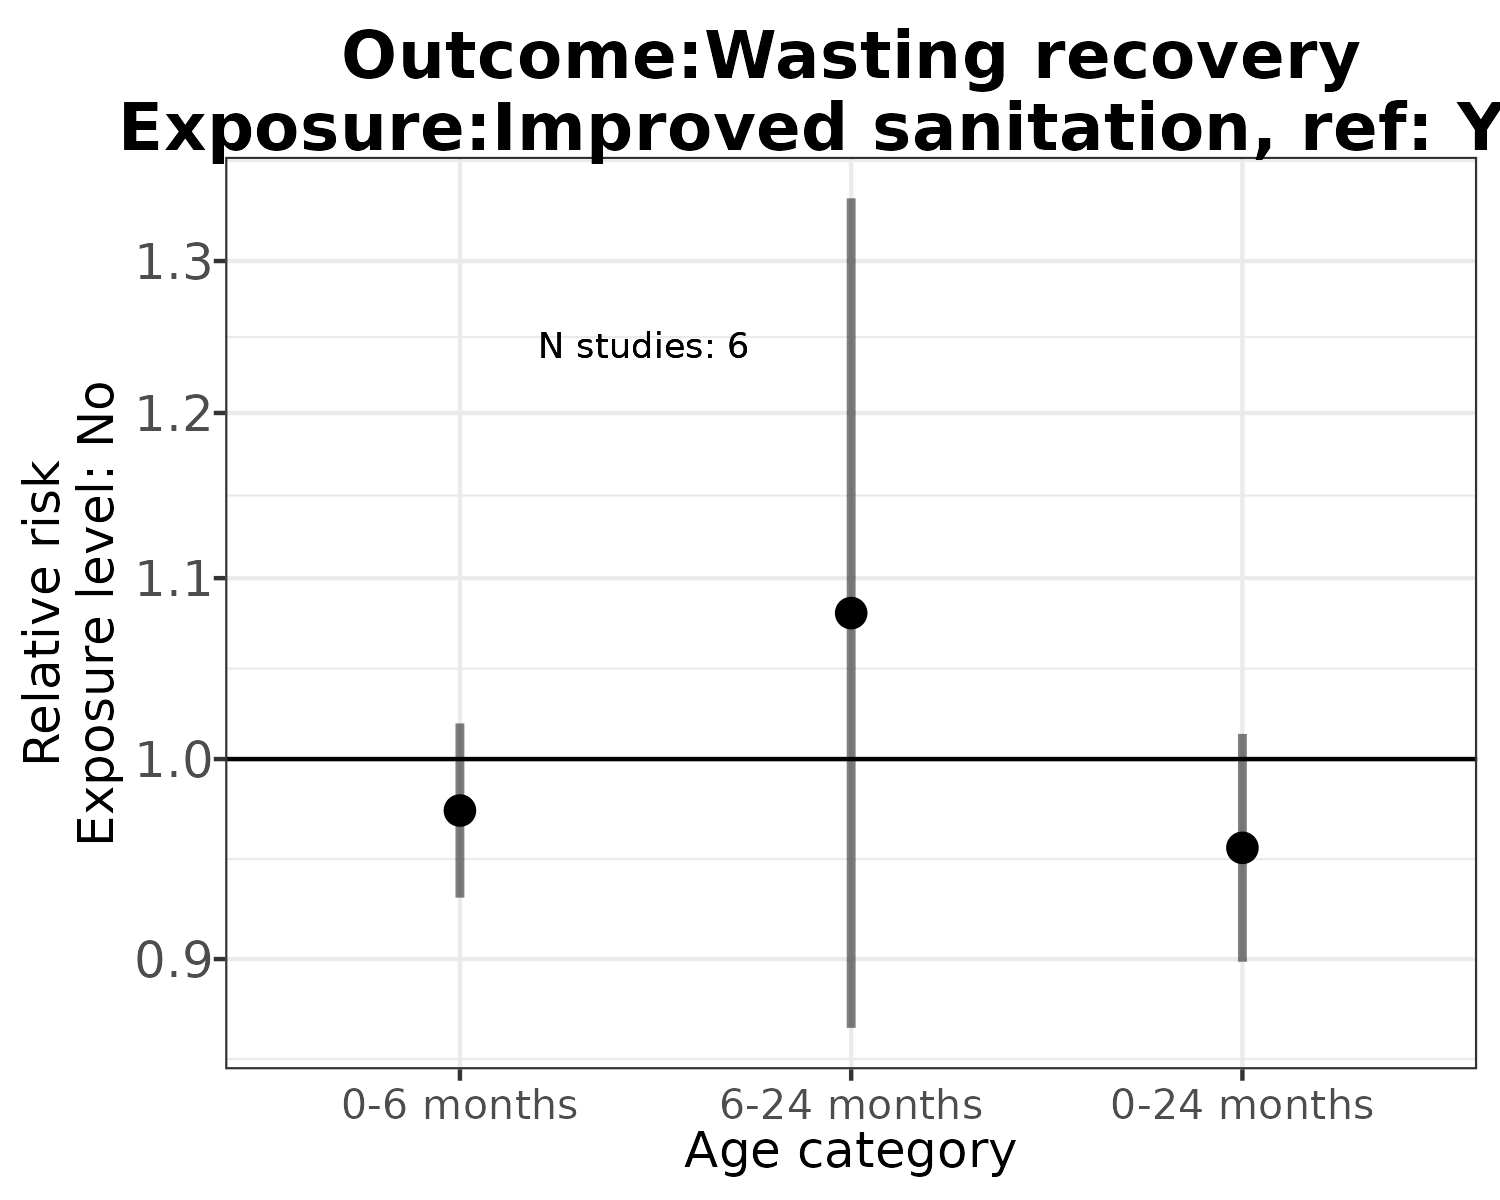 Outcome:Wasting recovery
Exposure:Improved sanitation, ref: Y
Relative risk
Exposure level: No
1.3
1.2
1.1
1.0
0.9
N studies: 6
0-6 months
6-24 months
0-24 months
Age category